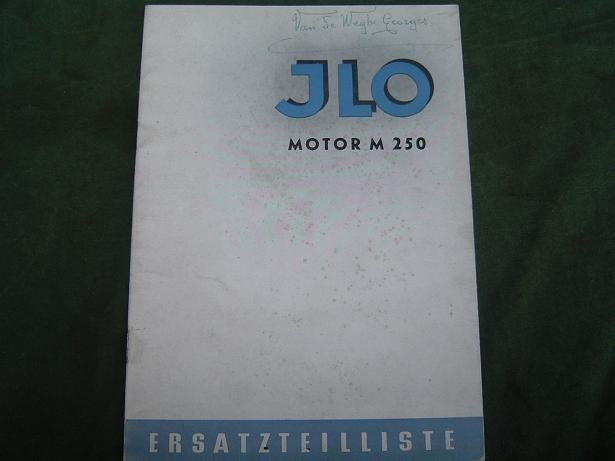 Van de Weghe Georges.
JLO
MOTOR M 250
ERSATZTEILLISTE